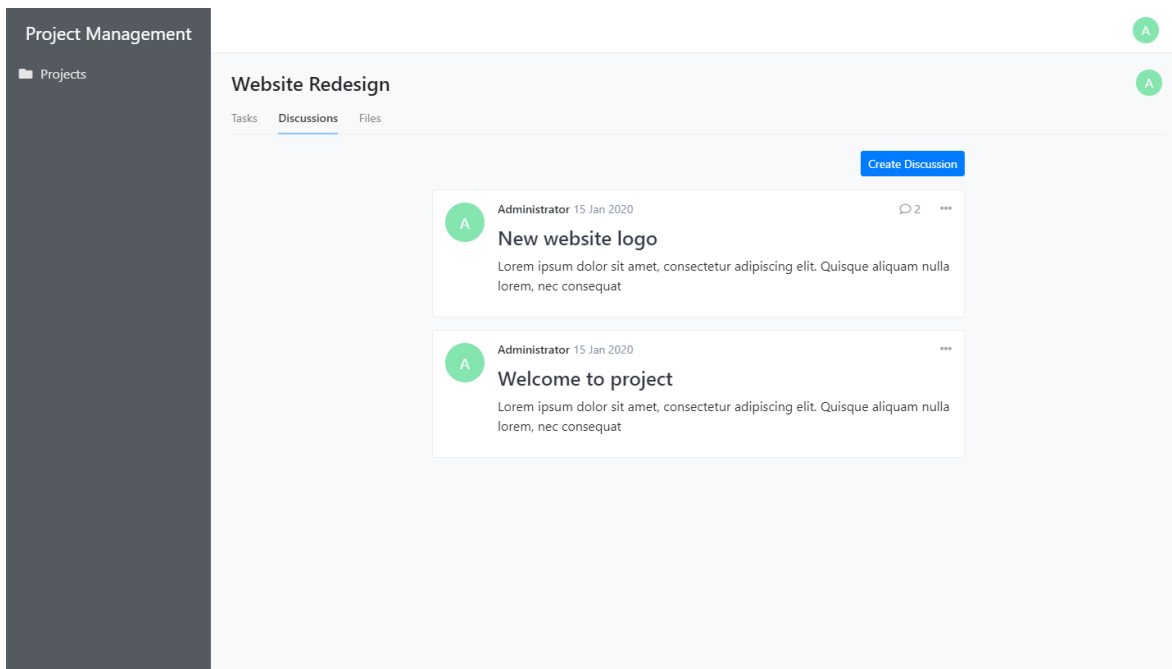 Project Management
A
Projects
Website Redesign
A
Tasks Discussions Files
Create Discussion
A
Administrator 15 Jan 2020 2
New website logo
Lorem ipsum dolor sit amet, consectetur adipiscing elit. Quisque aliquam nulla
lorem, nec consequat
A
Administrator 15 Jan 2020
Welcome to project
Lorem ipsum dolor sit amet, consectetur adipiscing elit. Quisque aliquam nulla
lorem, nec consequat